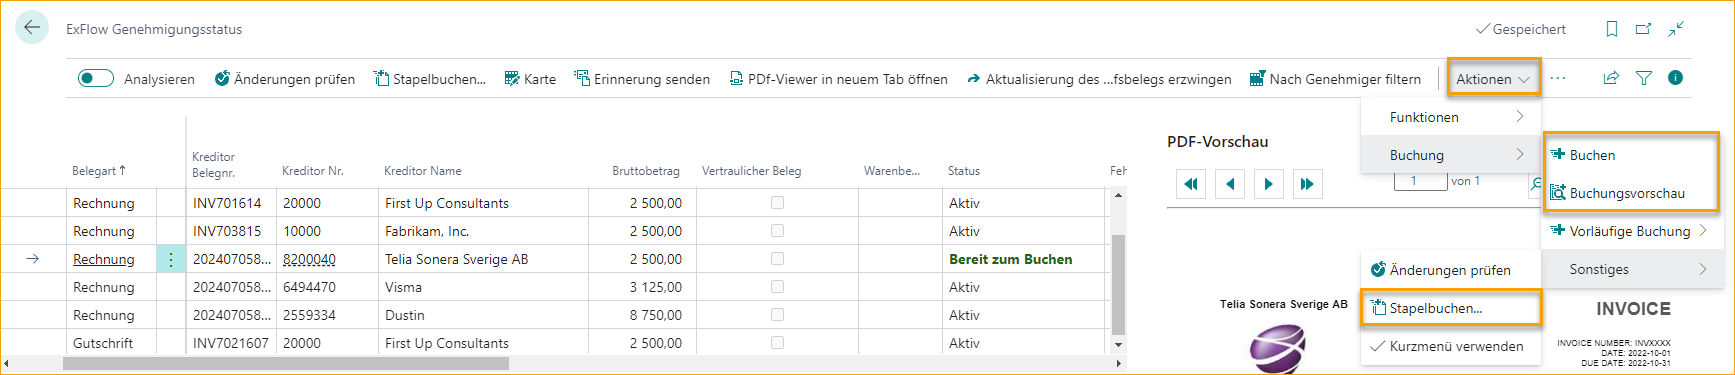 ExFlow Genehmigungsstatus
Gespeichert
Analysieren Änderungen prüfen Stapelbuchen... Karte Erinnerung senden PDf-Viewer in neuem Tab öffnen Aktualisierung des ...fsbelegs erzwingen Nach Genehmiger filtern Aktionen
Funktionen
Buchung
Buchen
Buchungsvorschau
Vorläufige Buchung
Sonstiges
Änderungen prüfen
Stapelbuchen...
Kurzmenü verwenden
Belegart Kreditor Belegnr. Kreditor Nr. Kreditor Name Bruttobetrag Vertraulicher Beleg Warenbe... Status Feh
Rechnung INV701614 20000 First Up Consultants 2 500,00 Aktiv
Rechnung INV703815 10000 Fabrikam, Inc. 2 500,00 Aktiv
Rechnung 202407058... 8200040 Telia Sonera Sverige AB 2 500,00 Bereit zum Buchen
Rechnung 202407058... 6494470 Visma 3 125,00 Aktiv
Rechnung 202407058... 2559334 Dustin 8 750,00 Aktiv
Gutschrift INV7021607 20000 First Up Consultants 2 500,00 Aktiv
PDF-Vorschau
1 von 1
Telia Sonera Sverige AB
INVOICE
INVOICE NUMBER: INVXXXX
DATE: 2022-10-01
DUE DATE: 2022-10-31